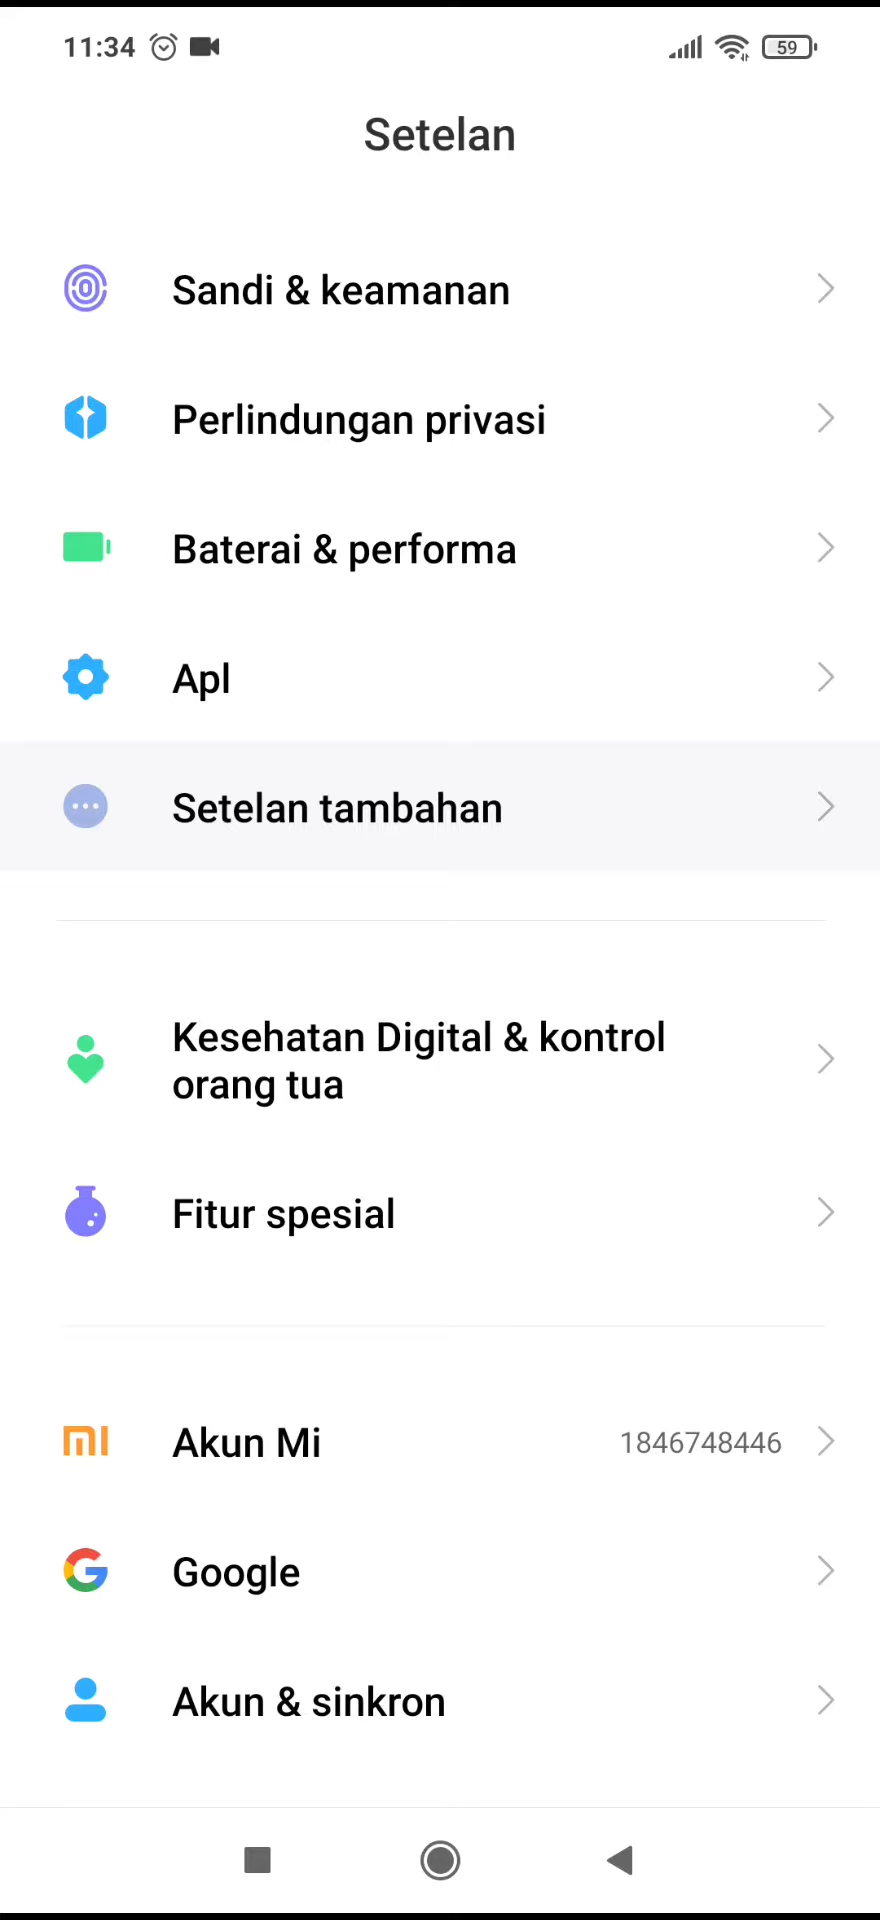 11:34
59
Setelan
Sandi & keamanan
Perlindungan privasi
Baterai & performa
Apl
Setelan tambahan
Kesehatan Digital & kontrol
orang tua
Fitur spesial
Akun Mi 1846748446
Google
Akun & sinkron